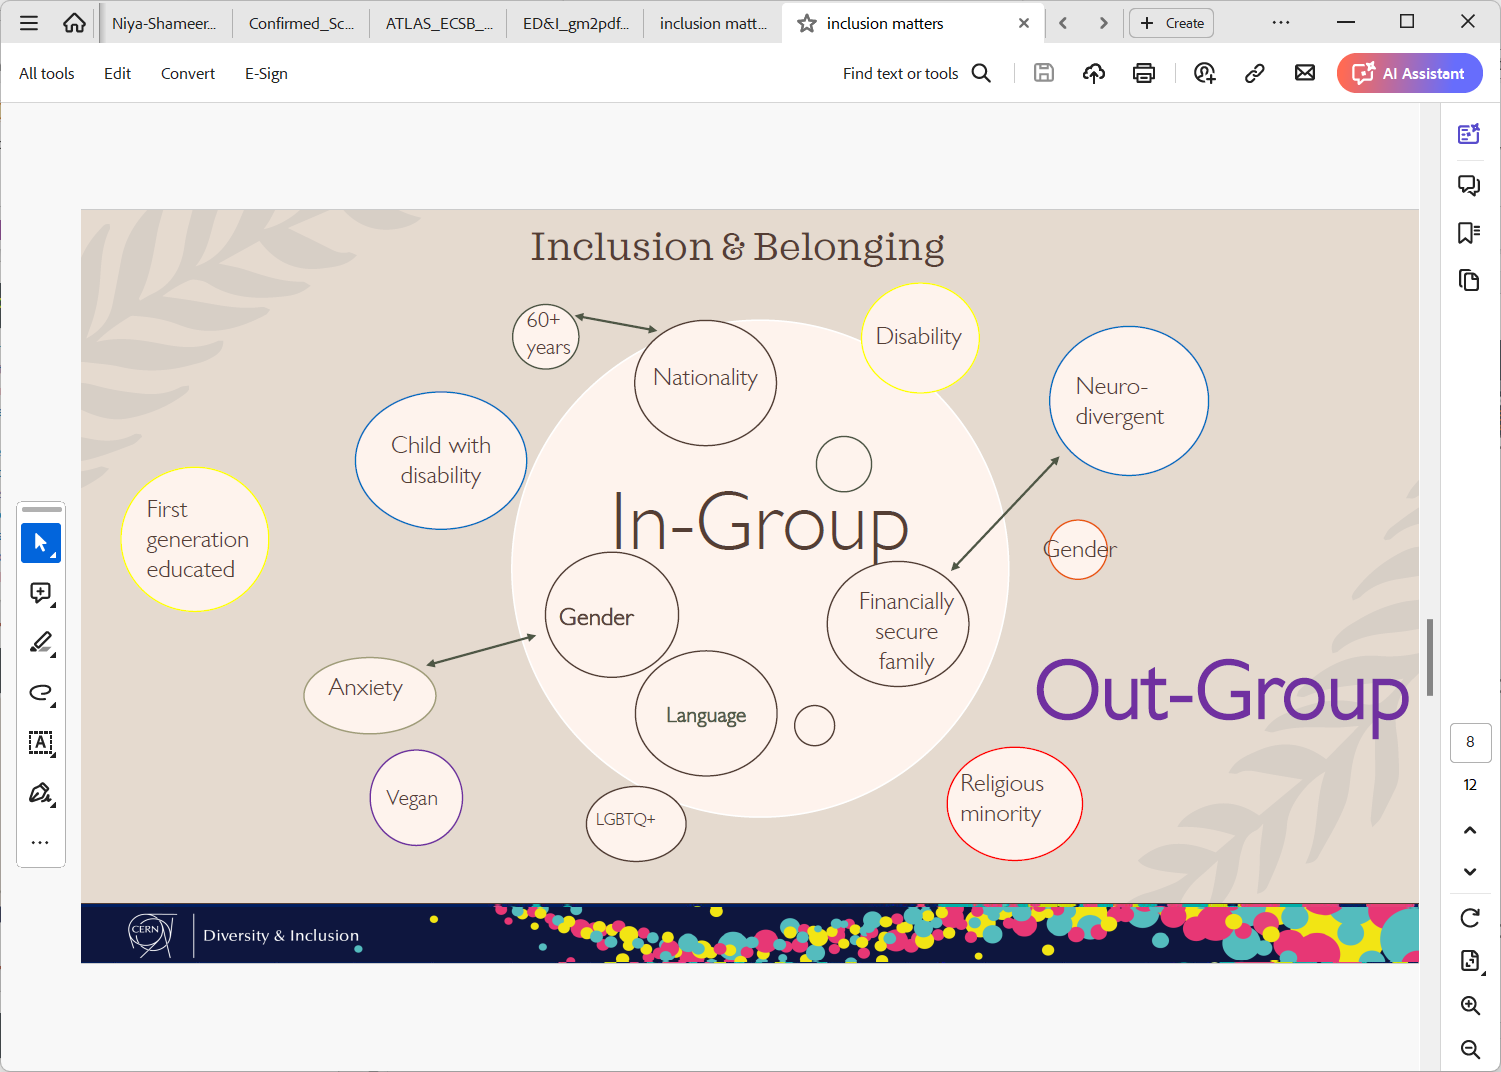 Niya-Shameer...
Confirmed_Sc...
ATLAS_ECSB_...
ED&I_gm2pdf...
inclusion matt...
inclusion matters
Create
All tools
Edit
Convert
E-Sign
Find text or tools
AI Assistant
Inclusion & Belonging
60+
years
Nationality
Disability
Neuro-
divergent
Child with
disability
First
generation
educated
In-Group
Gender
Gender
Financially
secure
family
Anxiety
Language
Out-Group
Vegan
LGBTQ+
Religious
minority
CERN
Diversity & Inclusion
A
8
12